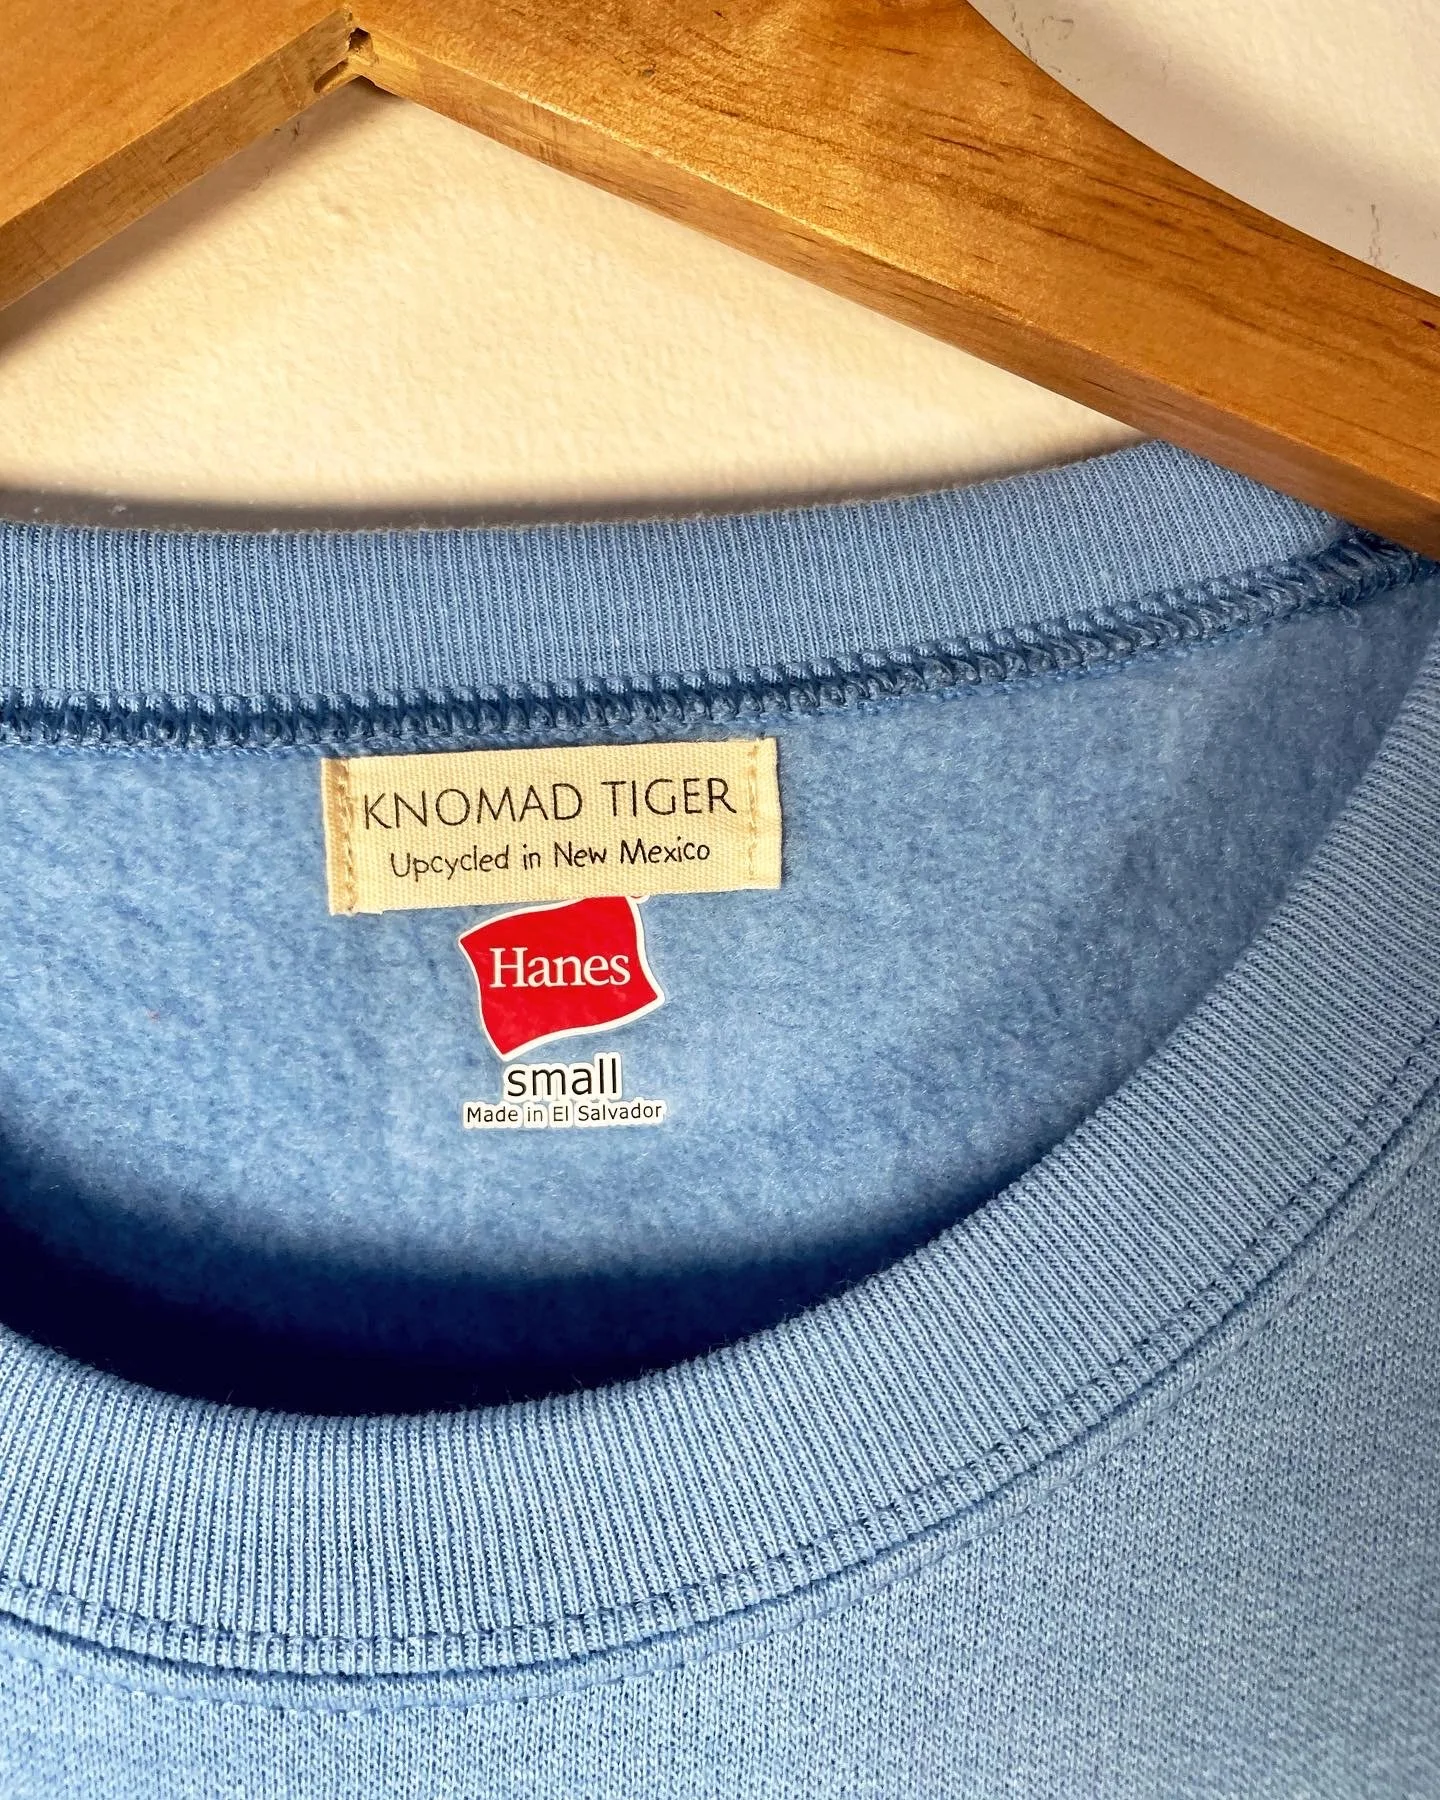 KNOMAD TIGER
Upcycled in New Mexico
Hanes
small
Made in El Salvador